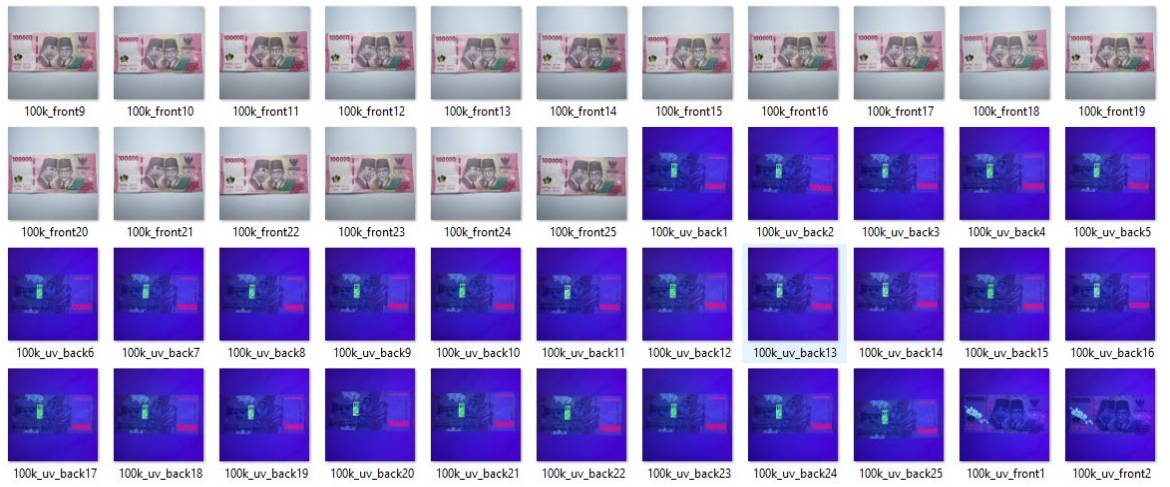 100k_front9 100k_front10 100k_front11 100k_front12 100k_front13 100k_front14 100k_front15 100k_front16 100k_front17 100k_front18 100k_front19
100k_front20 100k_front21 100k_front22 100k_front23 100k_front24 100k_front25 100k_uv_back1 100k_uv_back2 100k_uv_back3 100k_uv_back4 100k_uv_back5
100k_uv_back6 100k_uv_back7 100k_uv_back8 100k_uv_back9 100k_uv_back10 100k_uv_back11 100k_uv_back12 100k_uv_back13 100k_uv_back14 100k_uv_back15 100k_uv_back16
100k_uv_back17 100k_uv_back18 100k_uv_back19 100k_uv_back20 100k_uv_back21 100k_uv_back22 100k_uv_back23 100k_uv_back24 100k_uv_back25 100k_uv_front1 100k_uv_front2